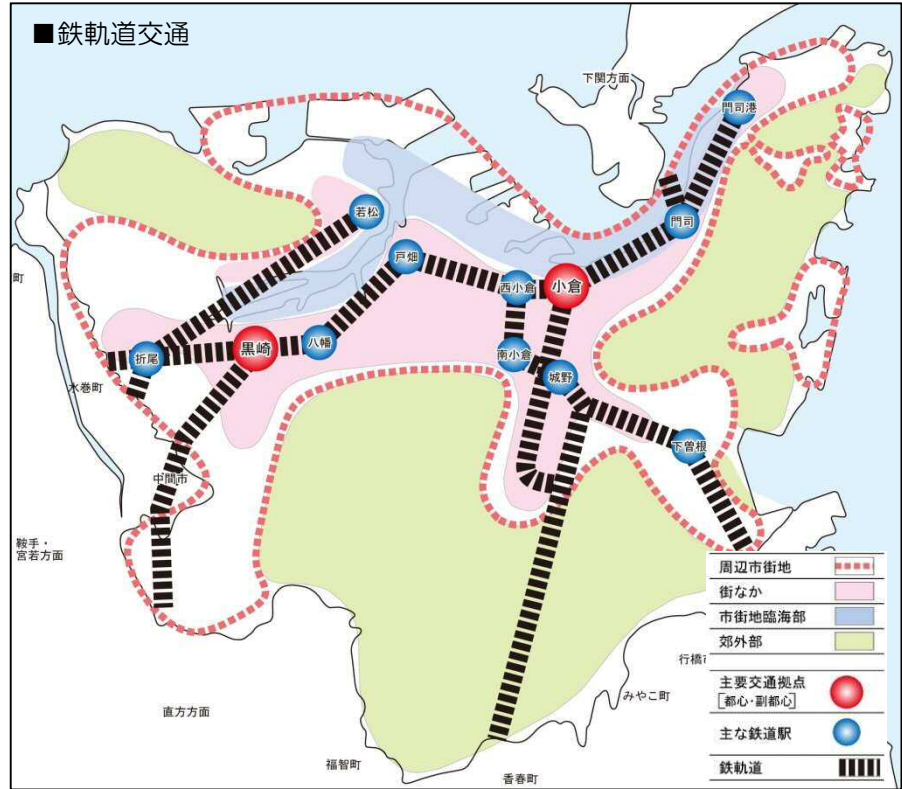 ■鉄軌道交通
下関方面
門司港
門司
若松
戸畑
西小倉
小倉
折尾
黒崎
八幡
南小倉
城野
下曽根
町
水巻町
中間市
鞍手・
宮若方面
直方方面
福智町
香春町
みやこ町
行橋市
周辺市街地
街なか
市街地臨海部
郊外部
主要交通拠点
[都心・副都心]
主な鉄道駅
鉄軌道